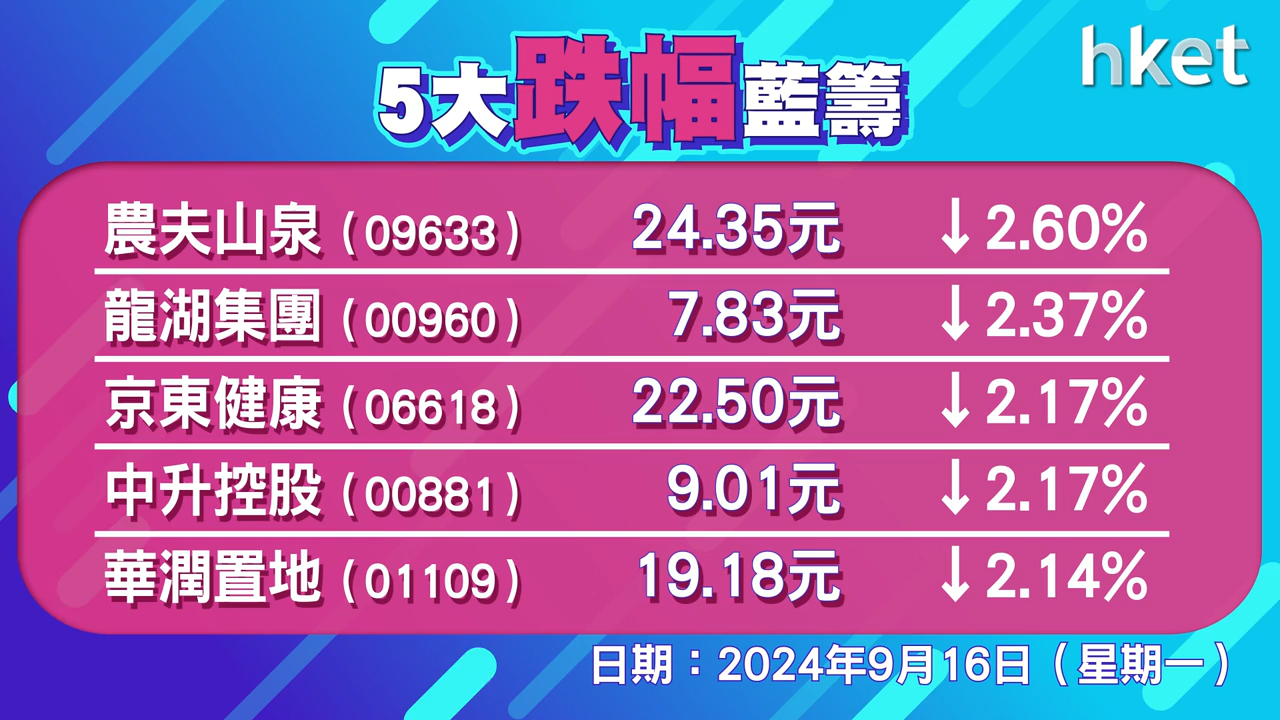 hket
5大跌幅藍籌
農夫山泉（09633） 24.35元 ↓2.60%
龍湖集團（00960） 7.83元 ↓2.37%
京東健康（06618） 22.50元 ↓2.17%
中升控股（00881） 9.01元 ↓2.17%
華潤置地（01109） 19.18元 ↓2.14%
日期：2024年9月16日（星期一）